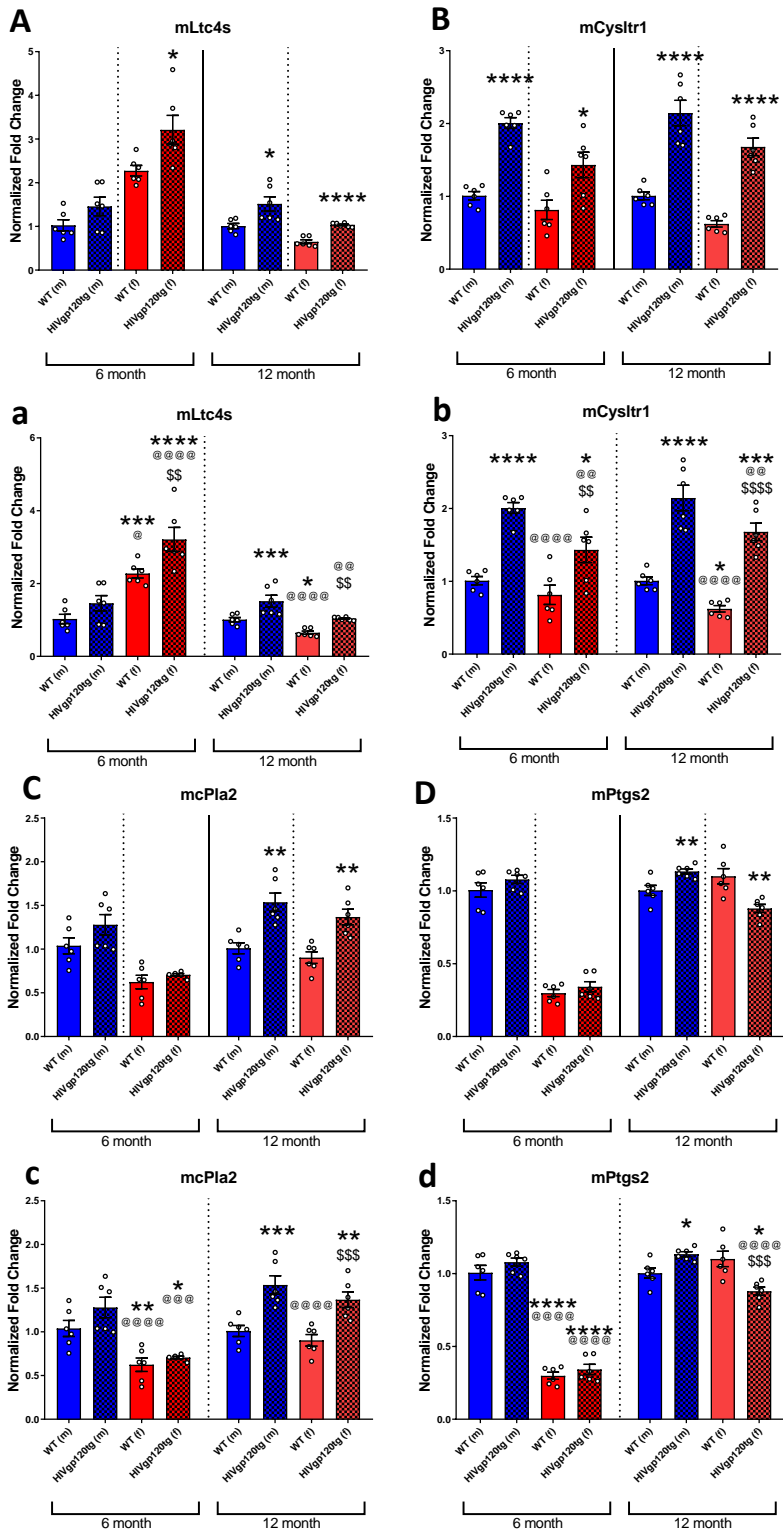 A
mLtc4s
Normalized Fold Change
5
4
3
2
1
0
*
*
****
WT (m)
HIVgp120tg (m)
WT (f)
HIVgp120tg (f)
WT (m)
HIVgp120tg (m)
WT (f)
HIVgp120tg (f)
6 month
12 month
B
mCysltr1
Normalized Fold Change
3
2
1
0
****
*
****
****
WT (m)
HIVgp120tg (m)
WT (f)
HIVgp120tg (f)
WT (m)
HIVgp120tg (m)
WT (f)
HIVgp120tg (f)
6 month
12 month
a
mLtc4s
Normalized Fold Change
6
4
2
0
***
@
****
@@@@
$$
***
*
@@@@
@@
$$
WT (m)
HIVgp120tg (m)
WT (f)
HIVgp120tg (f)
WT (m)
HIVgp120tg (m)
WT (f)
HIVgp120tg (f)
6 month
12 month
b
mCysltr1
Normalized Fold Change
3
2
1
0
****
@@@@
*
@@
$$
****
*
@@@@
***
@@
$$$$
WT (m)
HIVgp120tg (m)
WT (f)
HIVgp120tg (f)
WT (m)
HIVgp120tg (m)
WT (f)
HIVgp120tg (f)
6 month
12 month
C
mcPla2
Normalized Fold Change
2.5
2.0
1.5
1.0
0.5
0.0
**
**
WT (m)
HIVgp120tg (m)
WT (f)
HIVgp120tg (f)
WT (m)
HIVgp120tg (m)
WT (f)
HIVgp120tg (f)
6 month
12 month
D
mPtgs2
Normalized Fold Change
1.5
1.0
0.5
0.0
**
**
WT (m)
HIVgp120tg (m)
WT (f)
HIVgp120tg (f)
WT (m)
HIVgp120tg (m)
WT (f)
HIVgp120tg (f)
6 month
12 month
c
mcPla2
Normalized Fold Change
2.5
2.0
1.5
1.0
0.5
0.0
**
@@@@
*
@@@
***
@@@@
**
$$$
WT (m)
HIVgp120tg (m)
WT (f)
HIVgp120tg (f)
WT (m)
HIVgp120tg (m)
WT (f)
HIVgp120tg (f)
6 month
12 month
d
mPtgs2
Normalized Fold Change
1.5
1.0
0.5
0.0
****
@@@@
****
@@@@
*
*
@@@@
$$$
WT (m)
HIVgp120tg (m)
WT (f)
HIVgp120tg (f)
WT (m)
HIVgp120tg (m)
WT (f)
HIVgp120tg (f)
6 month
12 month